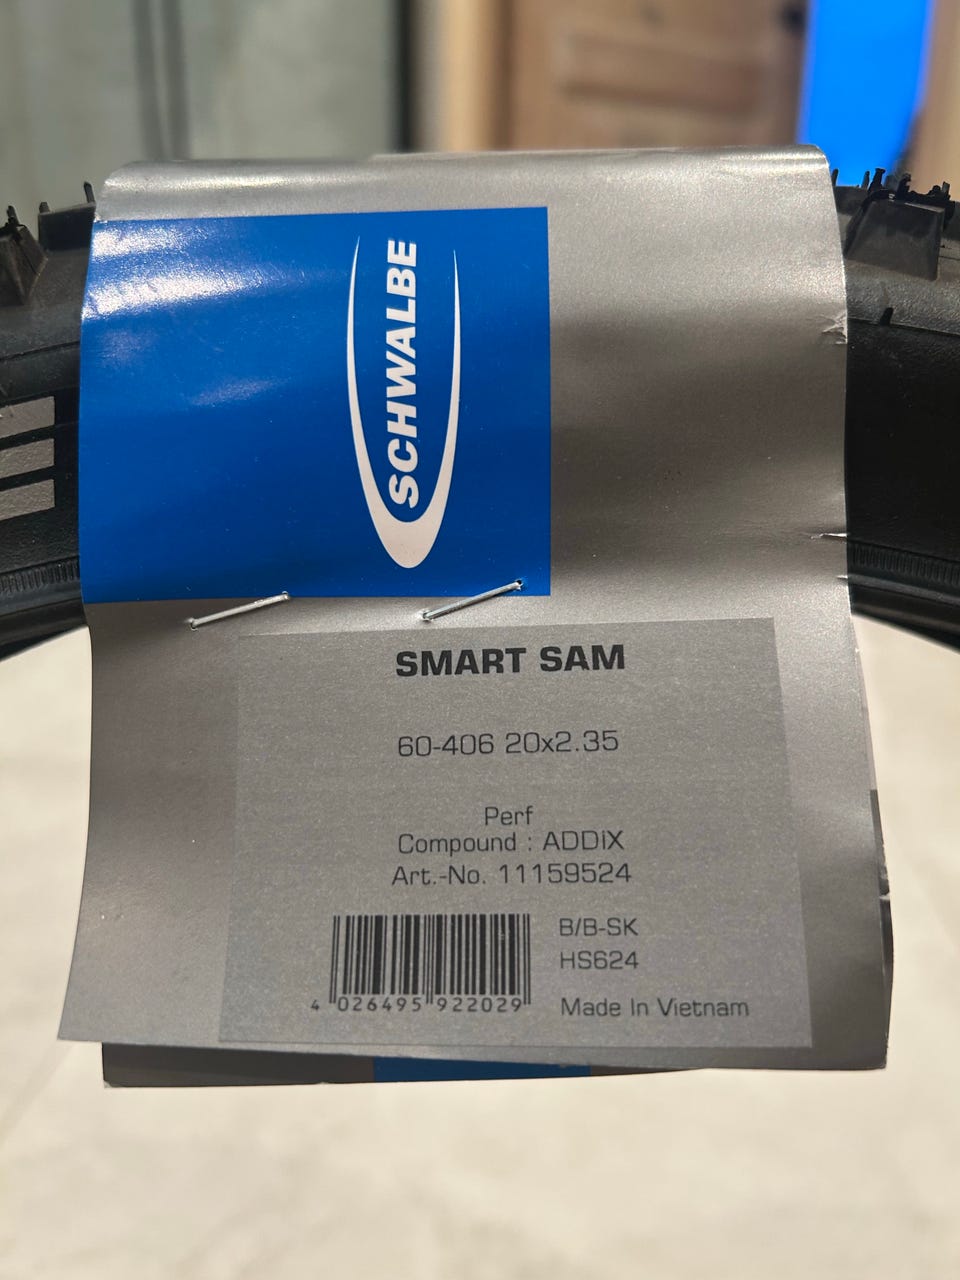 SCHWALBE
SMART SAM
60-406 20x2.35
Perf
Compound : ADDIX
Art.-No. 11159524
B/B-SK
HS624
4 026495 922029
Made In Vietnam